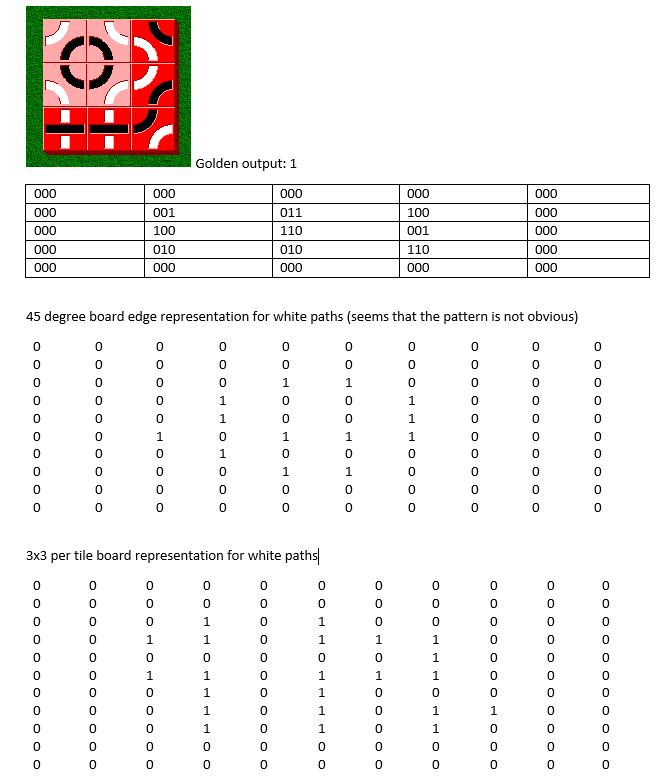 Golden output: 1
000 000 000 000 000
000 001 011 100 000
000 100 110 001 000
000 010 010 110 000
000 000 000 000 000
45 degree board edge representation for white paths (seems that the pattern is not obvious)
0 0 0 0 0 0 0 0 0 0
0 0 0 0 0 0 0 0 0 0
0 0 0 0 1 1 0 0 0 0
0 0 0 1 0 0 1 0 0 0
0 0 0 1 0 0 1 0 0 0
0 0 1 0 1 1 1 0 0 0
0 0 0 1 0 0 0 0 0 0
0 0 0 0 1 1 0 0 0 0
0 0 0 0 0 0 0 0 0 0
0 0 0 0 0 0 0 0 0 0
3x3 per tile board representation for white paths
0 0 0 0 0 0 0 0 0 0 0
0 0 0 0 0 0 0 0 0 0 0
0 0 0 1 0 1 0 0 0 0 0
0 0 1 1 0 1 1 1 0 0 0
0 0 0 0 0 0 0 1 0 0 0
0 0 1 1 0 1 1 1 0 0 0
0 0 0 1 0 1 0 0 0 0 0
0 0 0 1 0 1 0 1 1 0 0
0 0 0 1 0 1 0 1 0 0 0
0 0 0 0 0 0 0 0 0 0 0
0 0 0 0 0 0 0 0 0 0 0